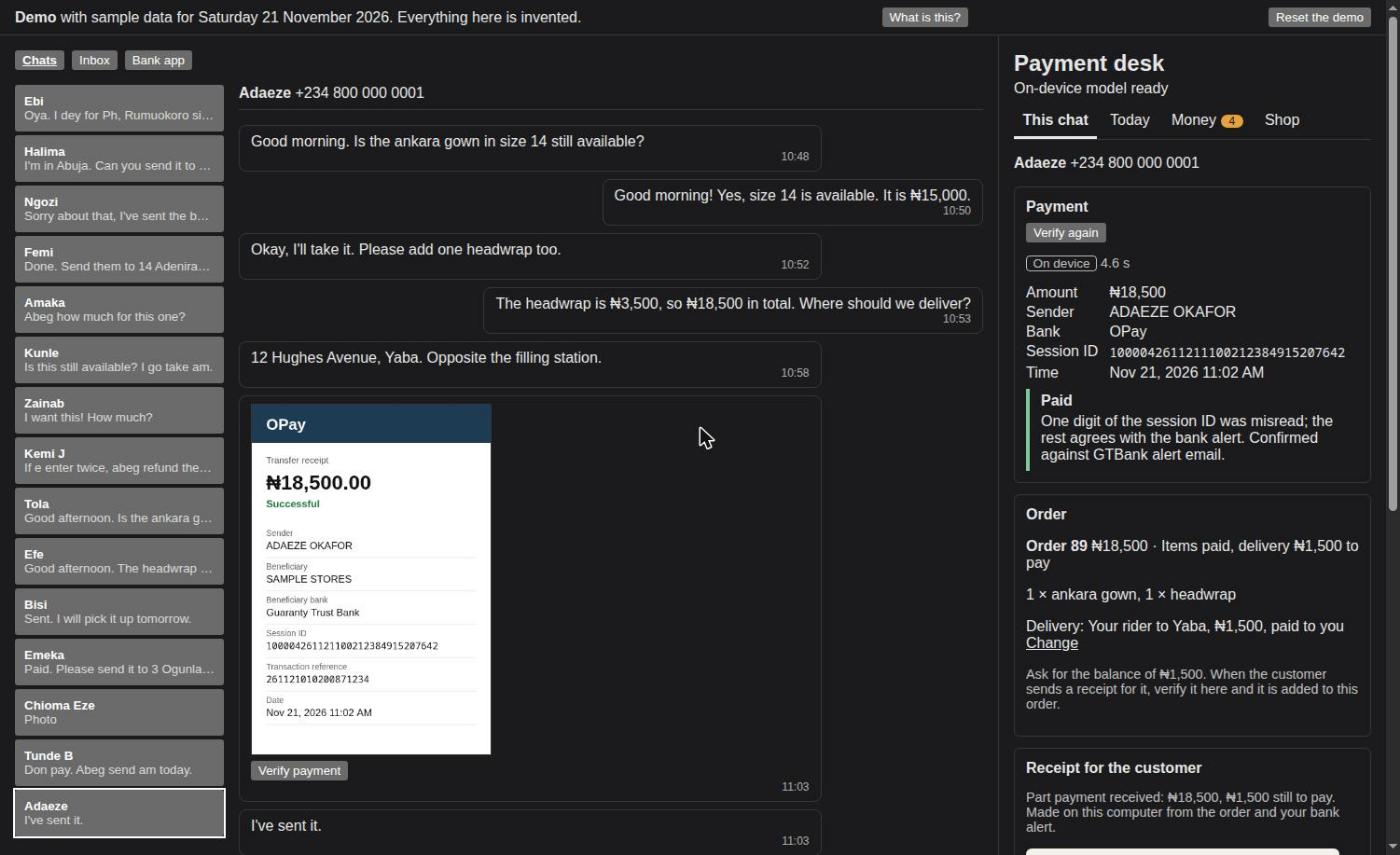 Demo with sample data for Saturday 21 November 2026. Everything here is invented.
What is this?
Reset the demo
Chats
Inbox
Bank app
Ebi
Oya. I dey for Ph, Rumuokoro si…
Halima
I'm in Abuja. Can you send it to …
Ngozi
Sorry about that, I've sent the b…
Femi
Done. Send them to 14 Adenira…
Amaka
Abeg how much for this one?
Kunle
Is this still available? I go take am.
Zainab
I want this! How much?
Kemi J
If e enter twice, abeg refund the…
Tola
Good afternoon. Is the ankara g…
Efe
Good afternoon. The headwrap …
Bisi
Sent. I will pick it up tomorrow.
Emeka
Paid. Please send it to 3 Ogunla…
Chioma Eze
Photo
Tunde B
Don pay. Abeg send am today.
Adaeze
I've sent it.
Adaeze +234 800 000 0001
Good morning. Is the ankara gown in size 14 still available?
10:48
Good morning! Yes, size 14 is available. It is ₦15,000.
10:50
Okay, I'll take it. Please add one headwrap too.
10:52
The headwrap is ₦3,500, so ₦18,500 in total. Where should we deliver?
10:53
12 Hughes Avenue, Yaba. Opposite the filling station.
10:58
OPay
Transfer receipt
₦18,500.00
Successful
Sender
ADAEZE OKAFOR
Beneficiary
SAMPLE STORES
Beneficiary bank
Guaranty Trust Bank
Session ID
100004261121110021238491520​7642
Transaction reference
261121010200871234
Date
Nov 21, 2026 11:02 AM
Verify payment
11:03
I've sent it.
11:03
Payment desk
On-device model ready
This chat
Today
Money 4
Shop
Adaeze +234 800 000 0001
Payment
Verify again
On device 4.6 s
Amount ₦18,500
Sender ADAEZE OKAFOR
Bank OPay
Session ID 1000042611211100212384915207642
Time Nov 21, 2026 11:02 AM
Paid
One digit of the session ID was misread; the
rest agrees with the bank alert. Confirmed
against GTBank alert email.
Order
Order 89 ₦18,500 · Items paid, delivery ₦1,500 to
pay
1 × ankara gown, 1 × headwrap
Delivery: Your rider to Yaba, ₦1,500, paid to you
Change
Ask for the balance of ₦1,500. When the customer
sends a receipt for it, verify it here and it is added to this
order.
Receipt for the customer
Part payment received: ₦18,500, ₦1,500 still to pay.
Made on this computer from the order and your bank
alert.